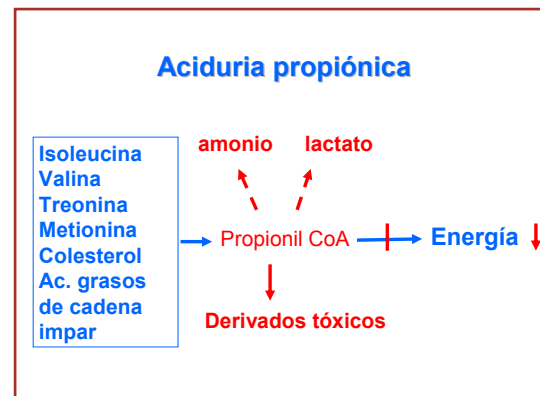 Aciduria propiónica
Isoleucina
Valina
Treonina
Metionina
Colesterol
Ac. grasos
de cadena
impar
amonio
lactato
Propionil CoA
Energía
Derivados tóxicos